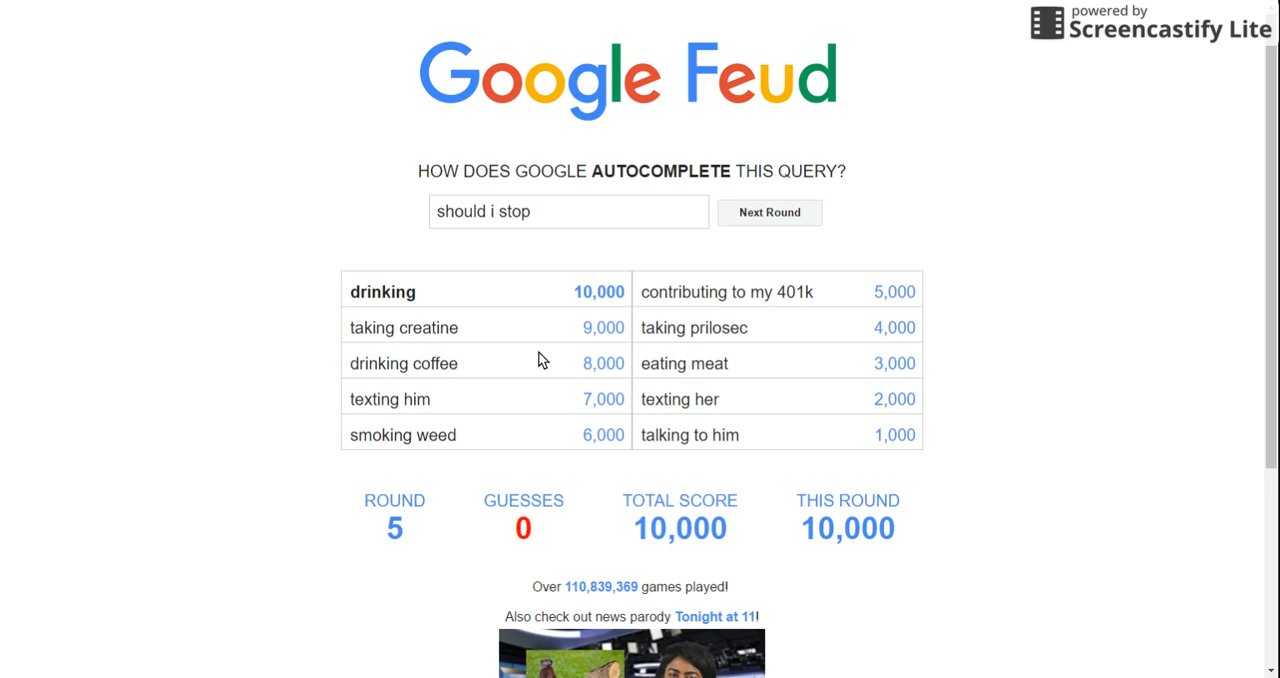 powered by
Screencastify Lite
Google Feud
HOW DOES GOOGLE AUTOCOMPLETE THIS QUERY?
should i stop Next Round
drinking 10,000 contributing to my 401k 5,000
taking creatine 9,000 taking prilosec 4,000
drinking coffee 8,000 eating meat 3,000
texting him 7,000 texting her 2,000
smoking weed 6,000 talking to him 1,000
ROUND GUESSES TOTAL SCORE THIS ROUND
5 0 10,000 10,000
Over 110,839,369 games played!
Also check out news parody Tonight at 11!